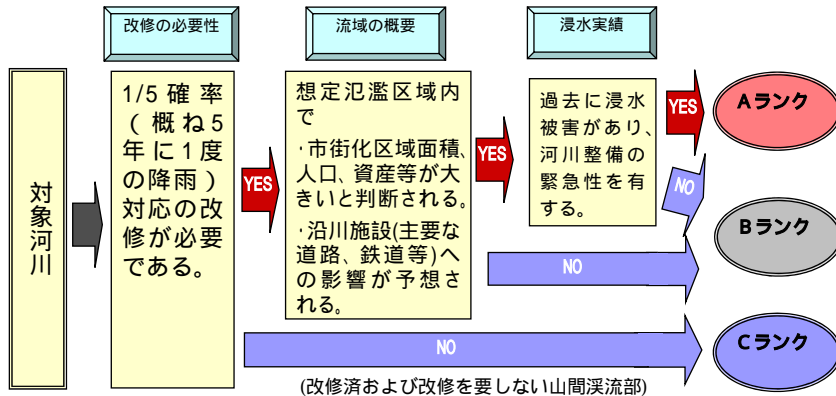 改修の必要性
流域の概要
浸水実績
対象河川
1/5確率
(概ね5
年に1度
の降雨)
対応の改
修が必要
である。
YES
想定氾濫区域内
で
・市街化区域面積、
人口、資産等が大
きいと判断される。
・沿川施設(主要な
道路、鉄道等)へ
の影響が予想さ
れる。
YES
過去に浸水
被害があり、
河川整備の
緊急性を有
する。
YES
Aランク
NO
Bランク
NO
NO
Cランク
(改修済および改修を要しない山間渓流部)